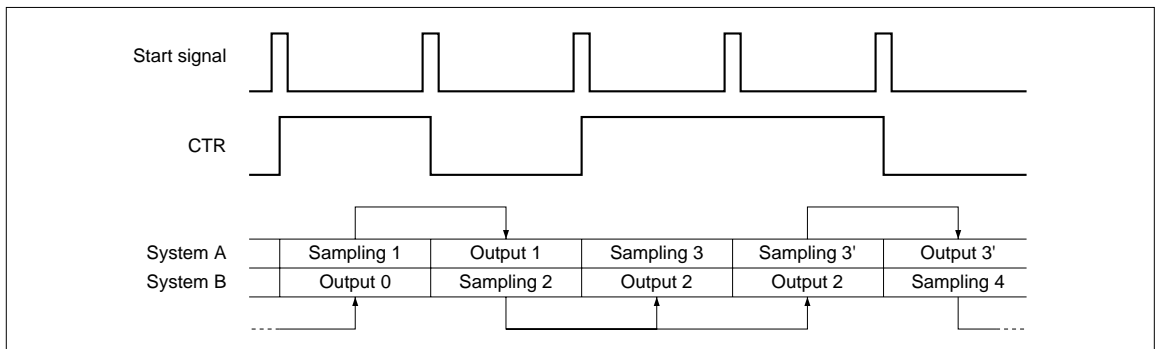 Start signal
CTR
System A Sampling 1 Output 1 Sampling 3 Sampling 3' Output 3'
System B Output 0 Sampling 2 Output 2 Output 2 Sampling 4